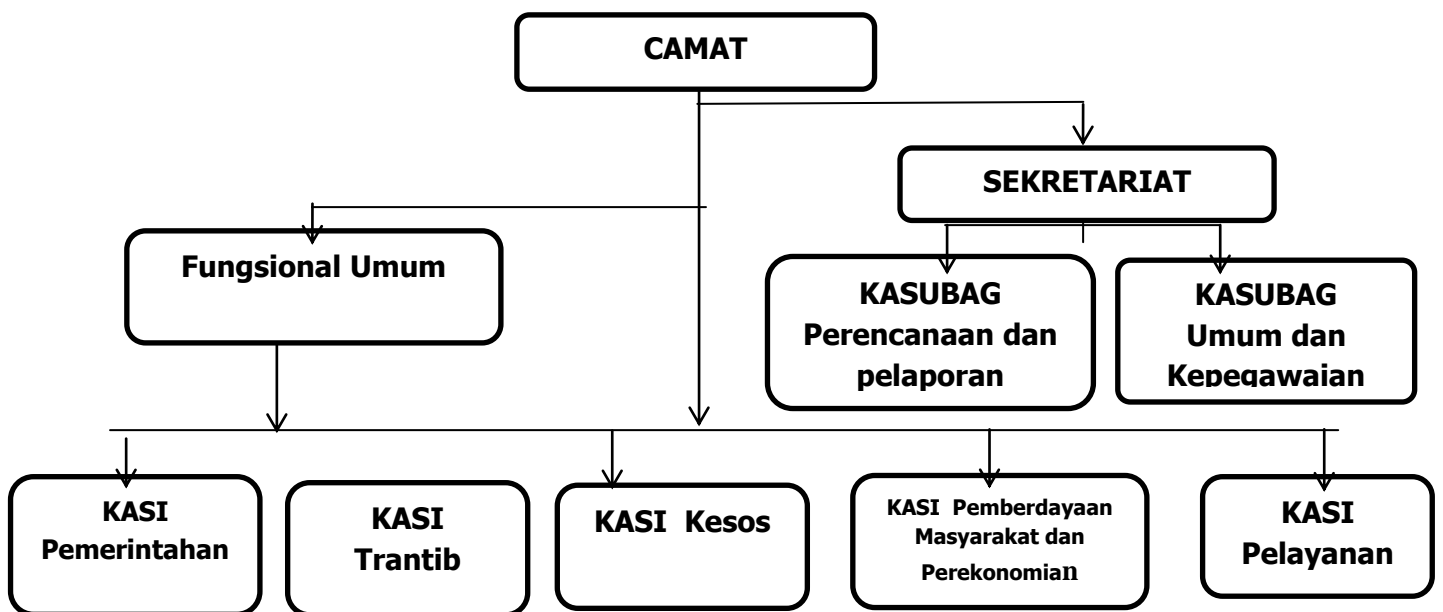 CAMAT
SEKRETARIAT
Fungsional Umum
KASUBAG
Perencanaan dan
pelaporan
KASUBAG
Umum dan
Kepegawaian
KASI
Pemerintahan
KASI
Trantib
KASI Kesos
KASI Pemberdayaan
Masyarakat dan
Perekonomian
KASI
Pelayanan